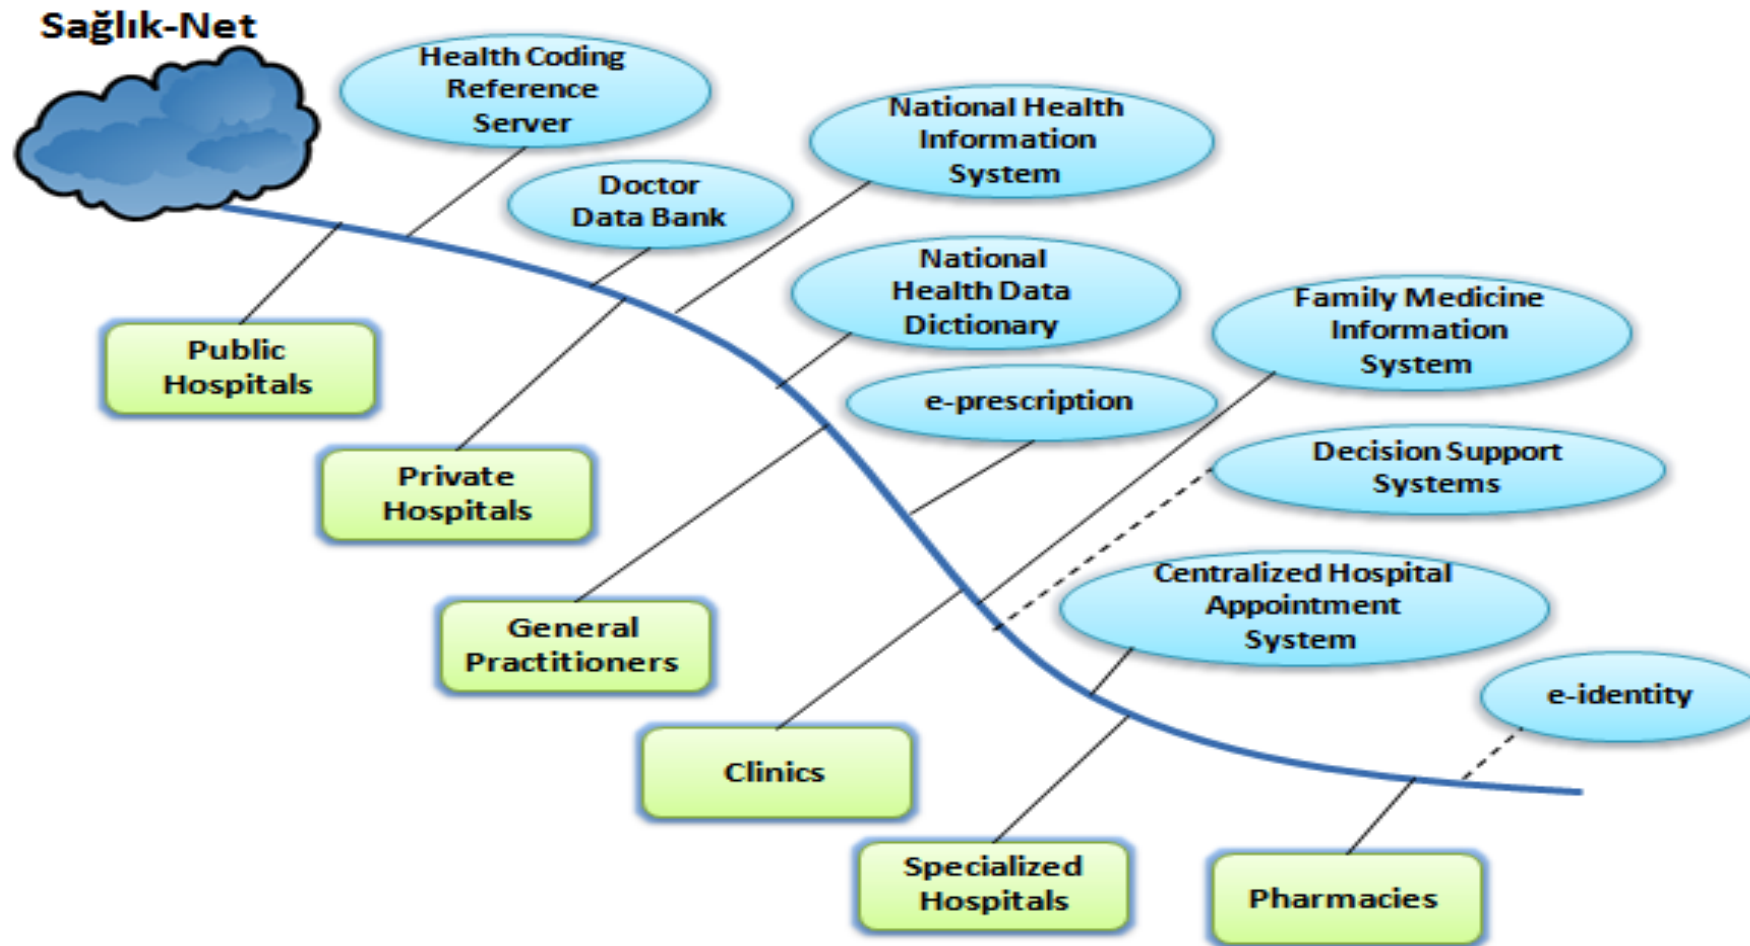 Sağlık-Net
Health Coding
Reference
Server
National Health
Information
System
Doctor
Data Bank
National
Health Data
Dictionary
Family Medicine
Information
System
Public
Hospitals
e-prescription
Decision Support
Systems
Private
Hospitals
Centralized Hospital
Appointment
System
General
Practitioners
e-identity
Clinics
Specialized
Hospitals
Pharmacies